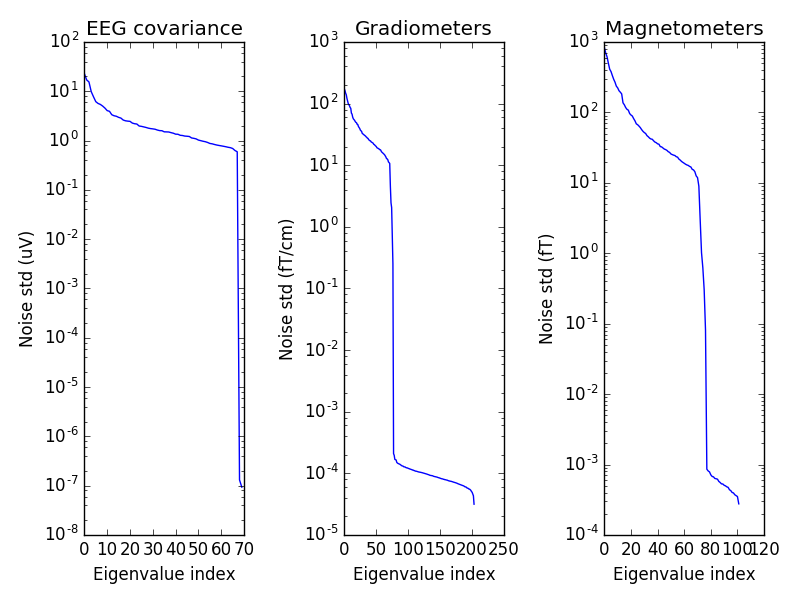 EEG covariance
Noise std (uV)
10^2
10^1
10^0
10^-1
10^-2
10^-3
10^-4
10^-5
10^-6
10^-7
10^-8
0 10 20 30 40 50 60 70
Eigenvalue index
Gradiometers
Noise std (fT/cm)
10^3
10^2
10^1
10^0
10^-1
10^-2
10^-3
10^-4
10^-5
0 50 100 150 200 250
Eigenvalue index
Magnetometers
Noise std (fT)
10^3
10^2
10^1
10^0
10^-1
10^-2
10^-3
10^-4
0 20 40 60 80 100 120
Eigenvalue index